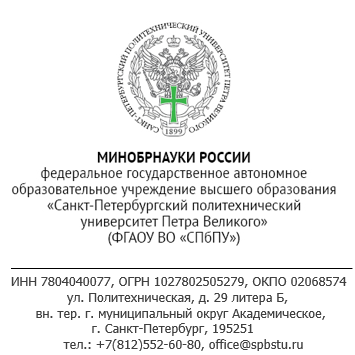 САНКТ-ПЕТЕРБУРГСКИЙ ПОЛИТЕХНИЧЕСКИЙ УНИВЕРСИТЕТ ПЕТРА ВЕЛИКОГО
1899
МИНОБРНАУКИ РОССИИ
федеральное государственное автономное
образовательное учреждение высшего образования
«Санкт-Петербургский политехнический
университет Петра Великого»
(ФГАОУ ВО «СПбПУ»)
ИНН 7804040077, ОГРН 1027802505279, ОКПО 02068574
ул. Политехническая, д. 29 литера Б,
вн. тер. г. муниципальный округ Академическое,
г. Санкт-Петербург, 195251
тел.: +7(812)552-60-80, office@spbstu.ru